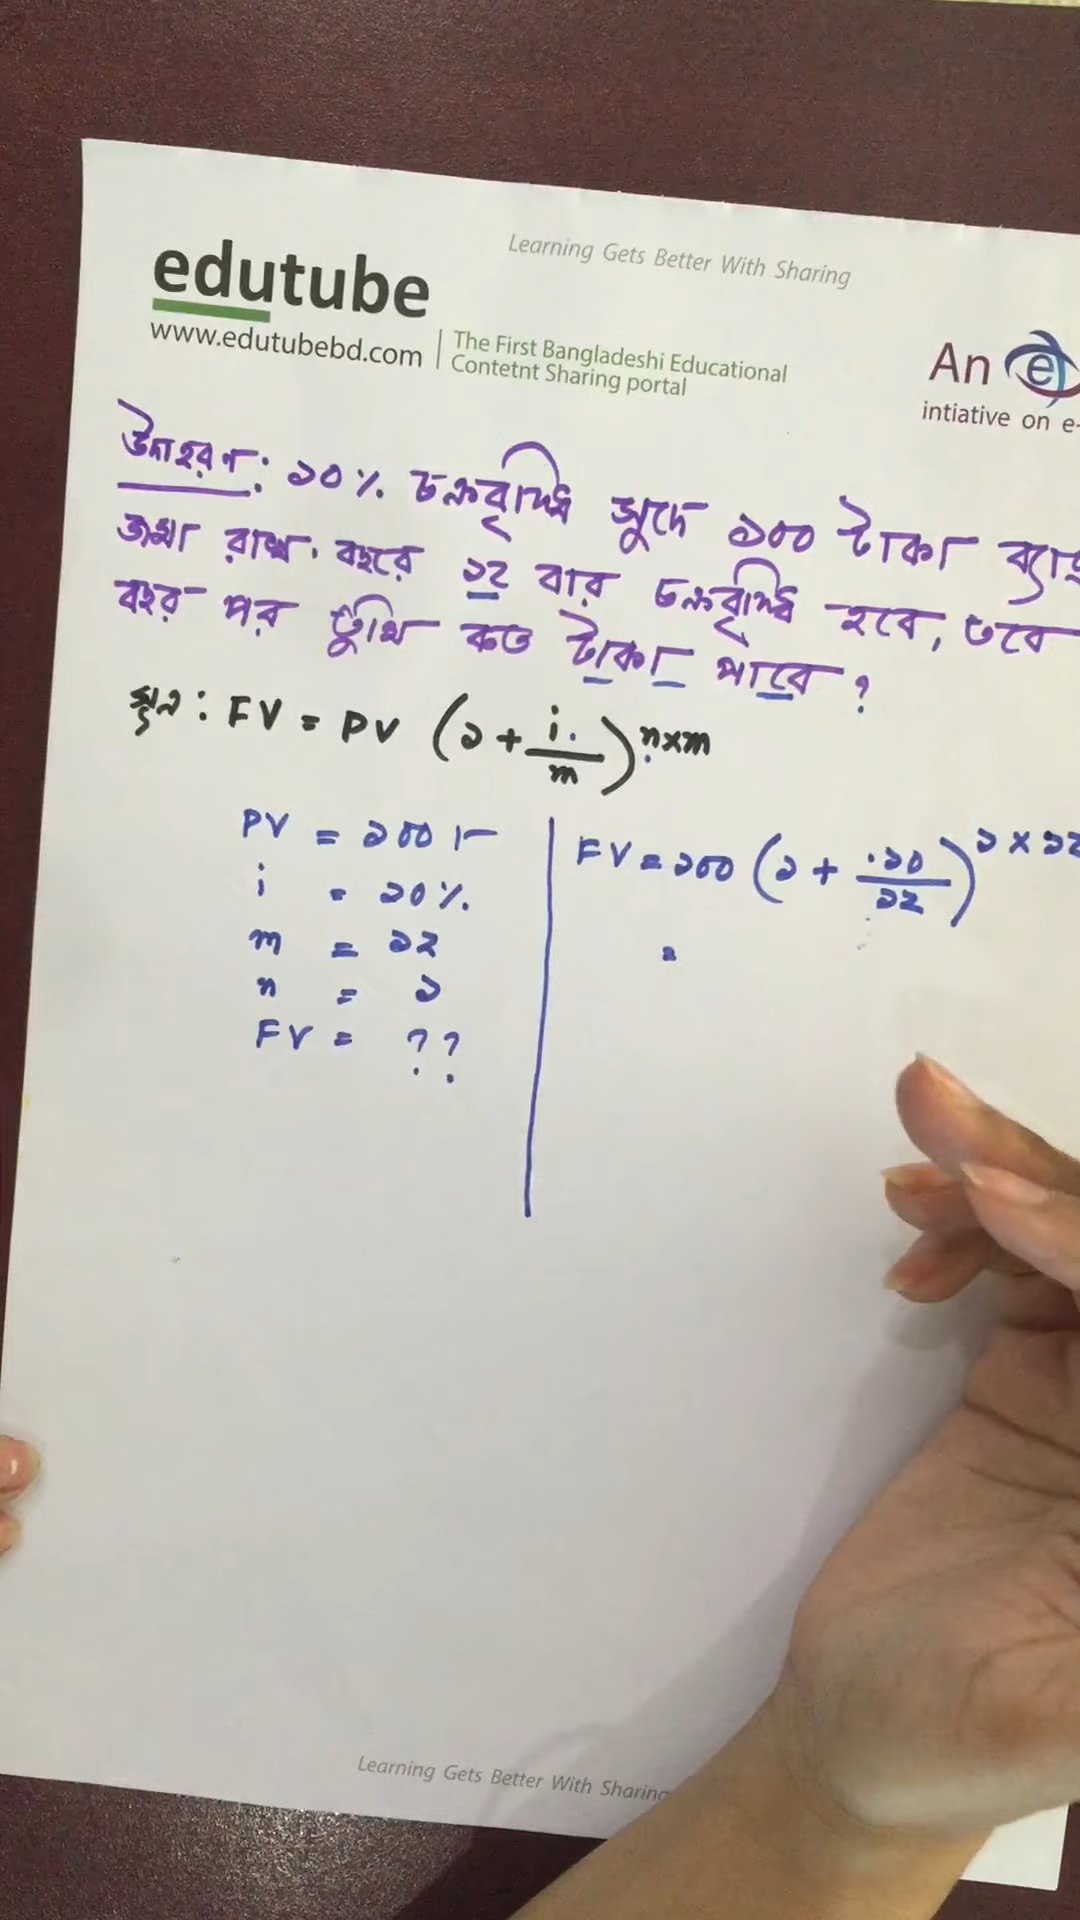 Learning Gets Better With Sharing
edutube
www.edutubebd.com
The First Bangladeshi Educational
Contetnt Sharing portal
An e
intiative on e-
উদাহরণ: ১০% চক্রবৃদ্ধি সুদে ১০০ টাকা
জমা রাখ. বছরে ১২ বার চক্রবৃদ্ধি হবে, তবে
বছর পর তুমি কত টাকা পাবে?
সূত্র: FV = PV (১ + i/m)^n×m
PV = ১০০/-
i = ১০%.
m = ১২
n = ১
FV = ??
FV = ১০০ (১ + .১০/১২)^১ × ১২
=
Learning Gets Better With Sharing